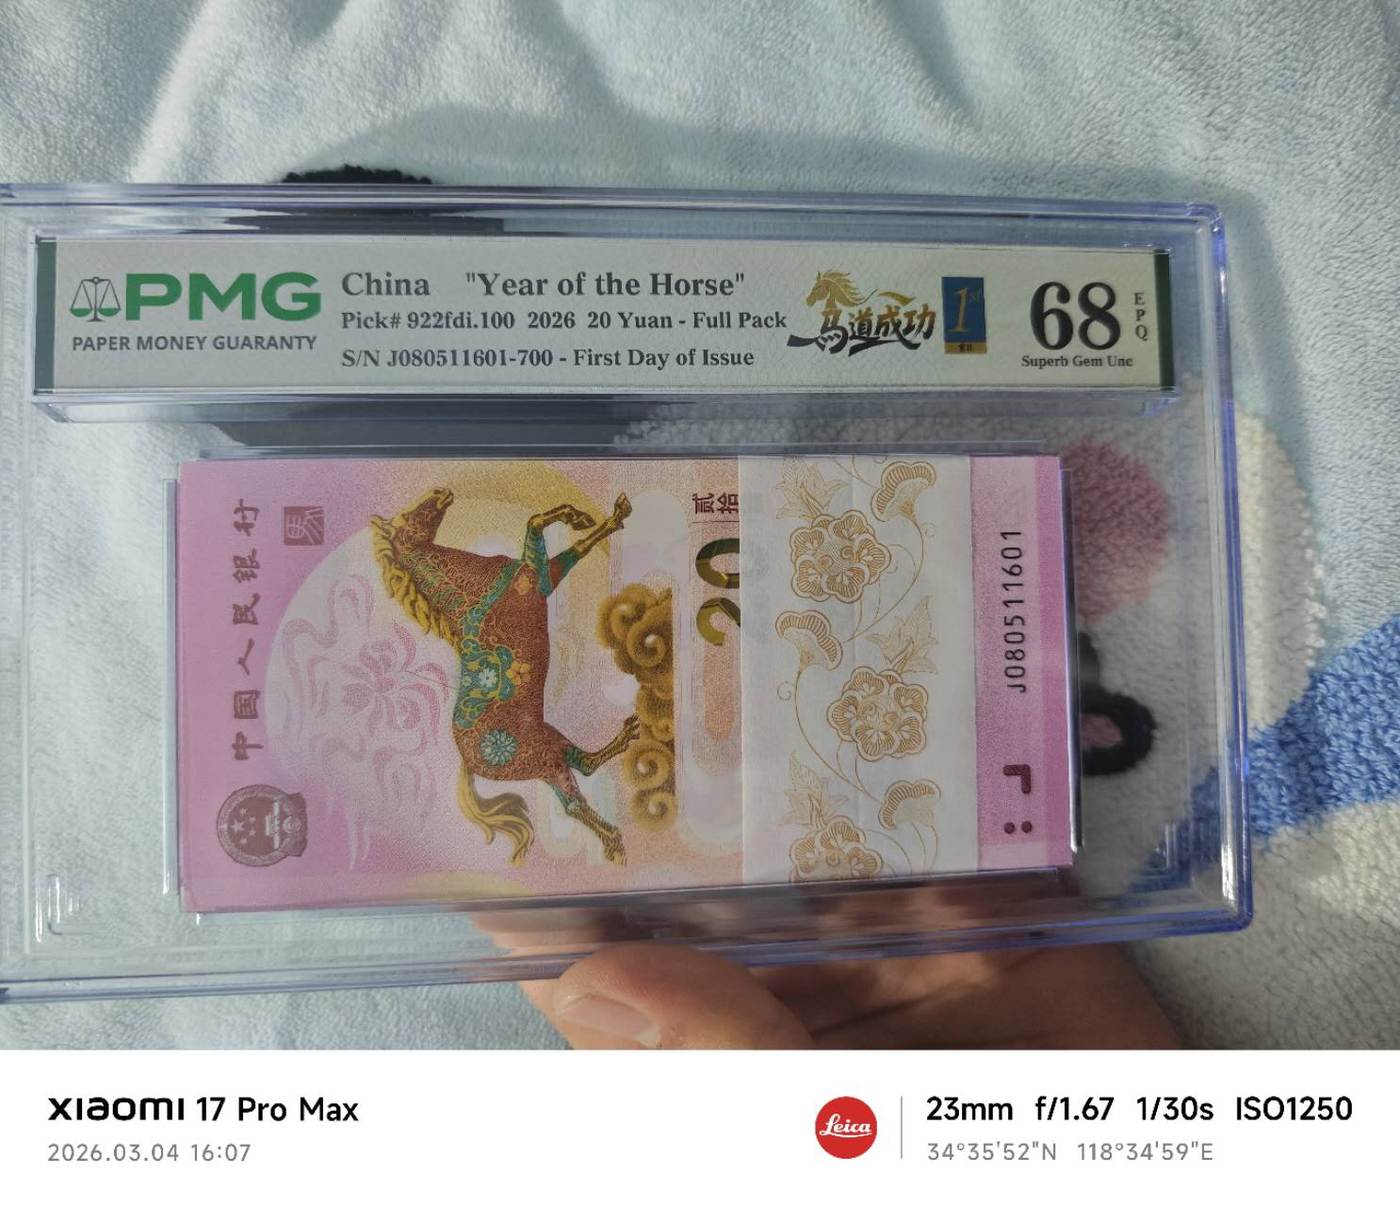 PMG
PAPER MONEY GUARANTY
China "Year of the Horse"
Pick# 922fdi.100 2026 20 Yuan - Full Pack
S/N J080511601-700 - First Day of Issue
马道成功
1st
68
EPQ
Superb Gem Unc
中国人民银行
贰拾
20
J080511601
xiaomi 17 Pro Max
2026.03.04 16:07
Leica
23mm f/1.67 1/30s ISO1250
34°35'52"N 118°34'59"E